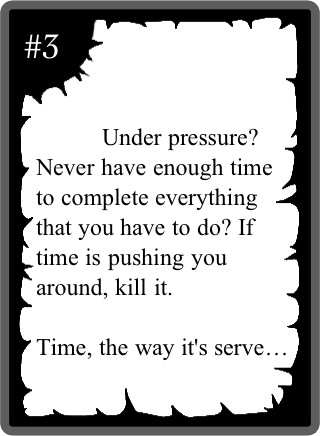 #3
Under pressure?
Never have enough time
to complete everything
that you have to do? If
time is pushing you
around, kill it.
Time, the way it's serve…